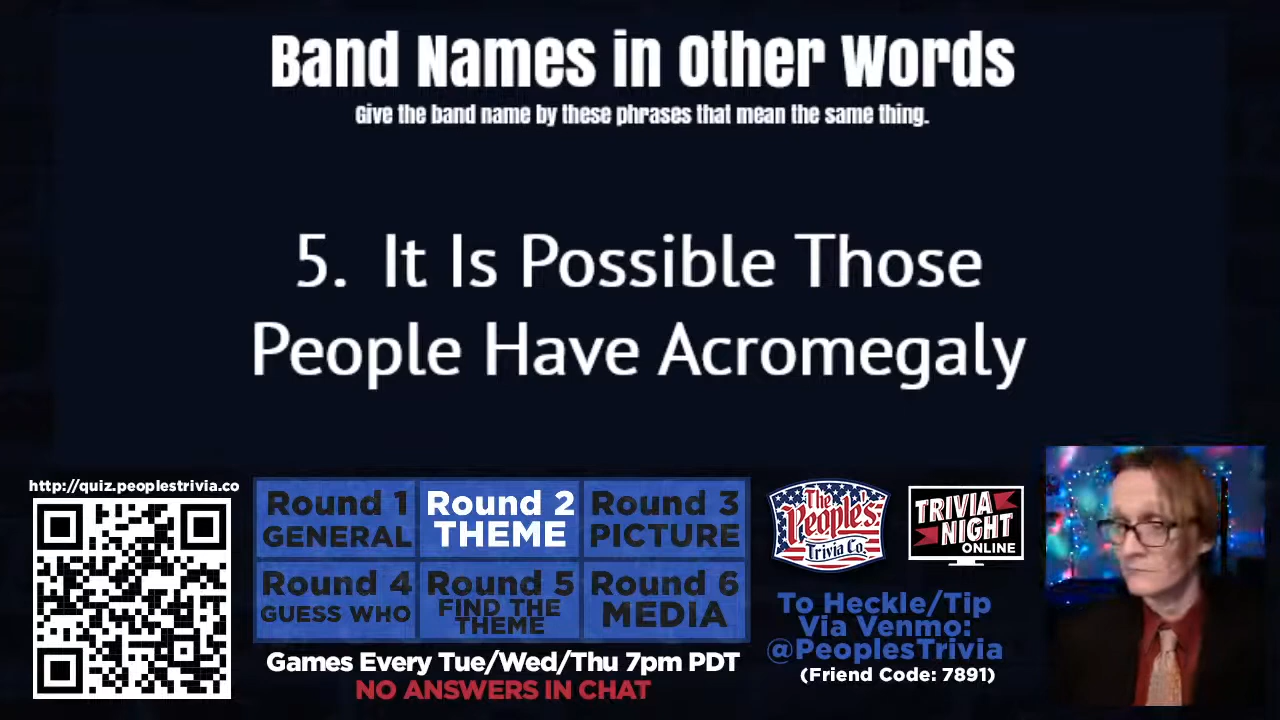 Band Names in Other Words
Give the band name by these phrases that mean the same thing.
5. It Is Possible Those
People Have Acromegaly
http://quiz.peoplestrivia.co
Round 1
GENERAL
Round 2
THEME
Round 3
PICTURE
Round 4
GUESS WHO
Round 5
FIND THE
THEME
Round 6
MEDIA
Games Every Tue/Wed/Thu 7pm PDT
NO ANSWERS IN CHAT
The
People's
Trivia Co.
TRIVIA
NIGHT
ONLINE
To Heckle/Tip
Via Venmo:
@PeoplesTrivia
(Friend Code: 7891)